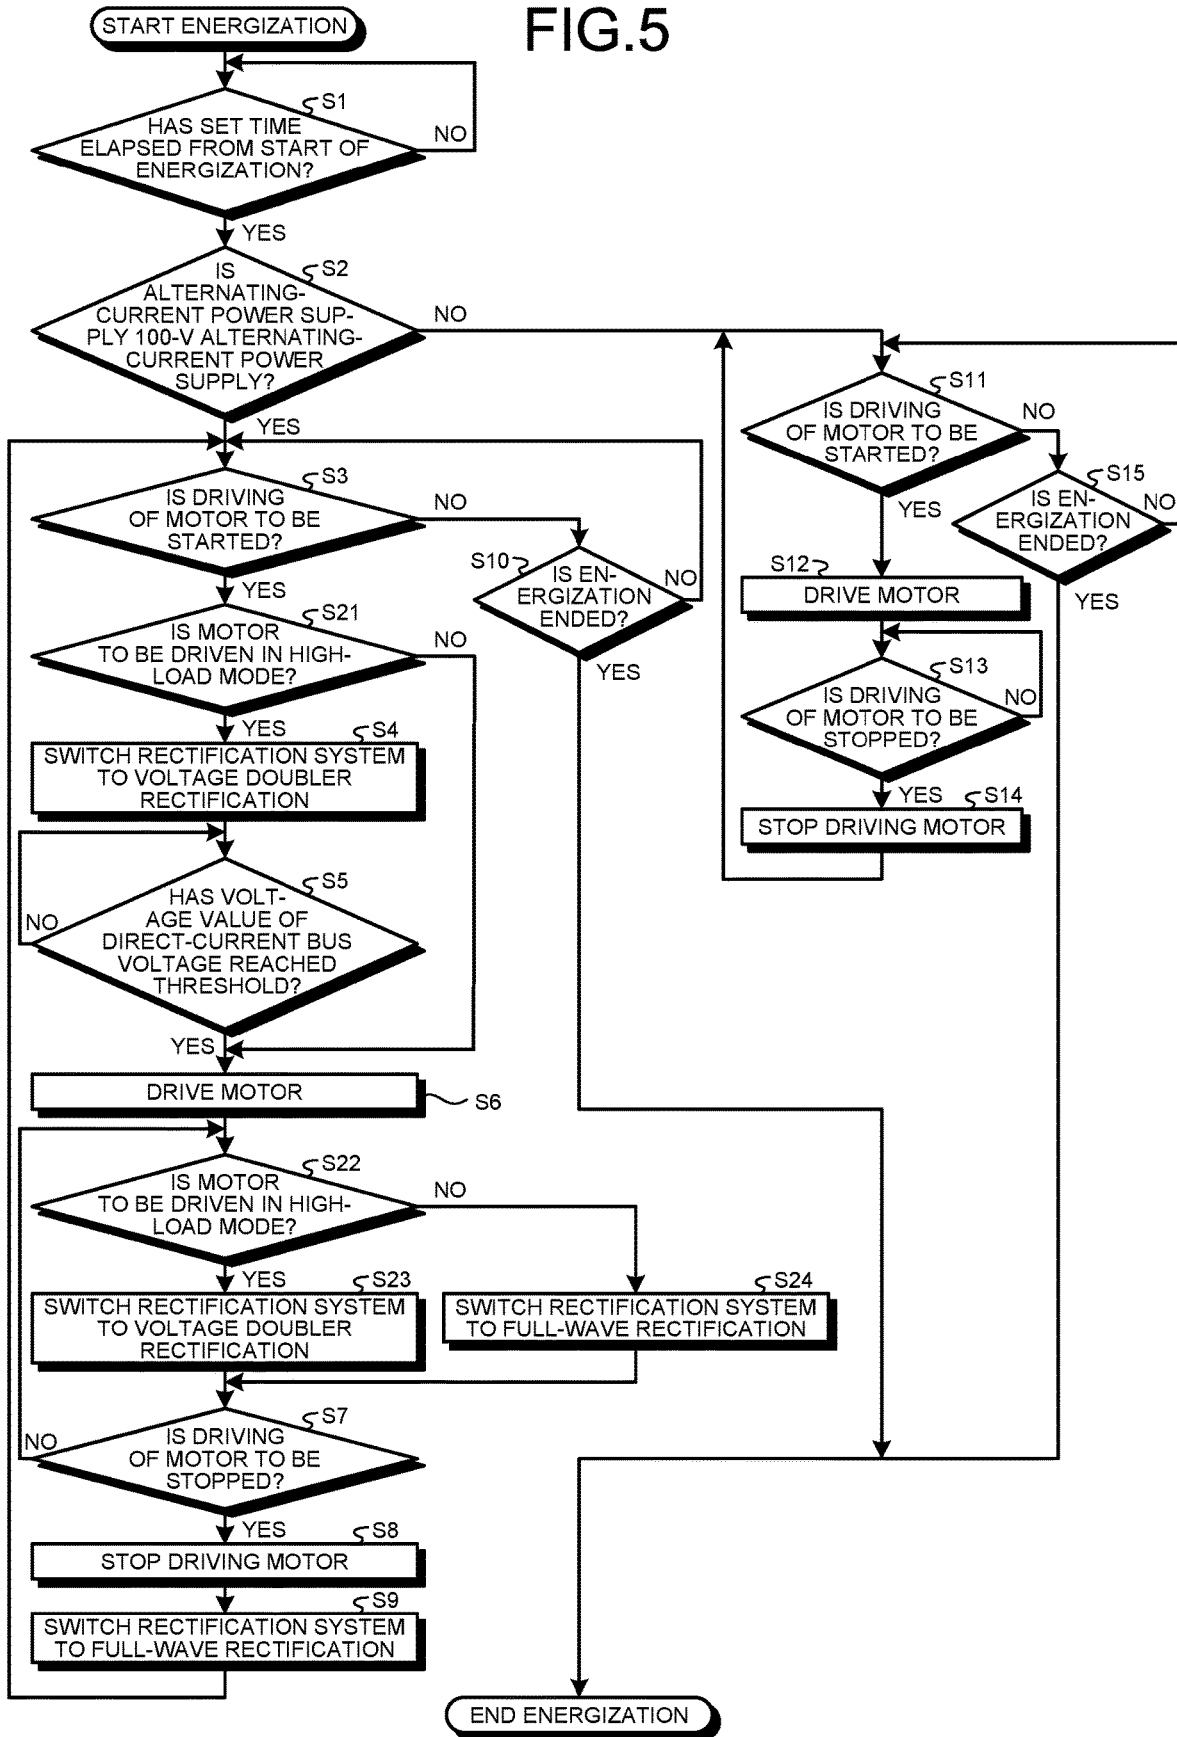 FIG.5
START ENERGIZATION
S1
HAS SET TIME
ELAPSED FROM START OF
ENERGIZATION?
NO
YES
S2
IS
ALTERNATING-
CURRENT POWER SUP-
PLY 100-V ALTERNATING-
CURRENT POWER
SUPPLY?
NO
YES
S3
IS DRIVING
OF MOTOR TO BE
STARTED?
NO
YES
S10
IS EN-
ERGIZATION
ENDED?
NO
YES
S21
IS MOTOR
TO BE DRIVEN IN HIGH-
LOAD MODE?
NO
YES
S4
SWITCH RECTIFICATION SYSTEM
TO VOLTAGE DOUBLER
RECTIFICATION
S5
HAS VOLT-
AGE VALUE OF
DIRECT-CURRENT BUS
VOLTAGE REACHED
THRESHOLD?
NO
YES
DRIVE MOTOR
S6
S22
IS MOTOR
TO BE DRIVEN IN HIGH-
LOAD MODE?
NO
YES
S23
SWITCH RECTIFICATION SYSTEM
TO VOLTAGE DOUBLER
RECTIFICATION
S24
SWITCH RECTIFICATION SYSTEM
TO FULL-WAVE RECTIFICATION
S7
IS DRIVING
OF MOTOR TO BE
STOPPED?
NO
YES
S8
STOP DRIVING MOTOR
S9
SWITCH RECTIFICATION SYSTEM
TO FULL-WAVE RECTIFICATION
S11
IS DRIVING
OF MOTOR TO BE
STARTED?
NO
YES
S15
IS EN-
ERGIZATION
ENDED?
NO
YES
S12
DRIVE MOTOR
S13
IS DRIVING
OF MOTOR TO BE
STOPPED?
NO
YES
S14
STOP DRIVING MOTOR
END ENERGIZATION